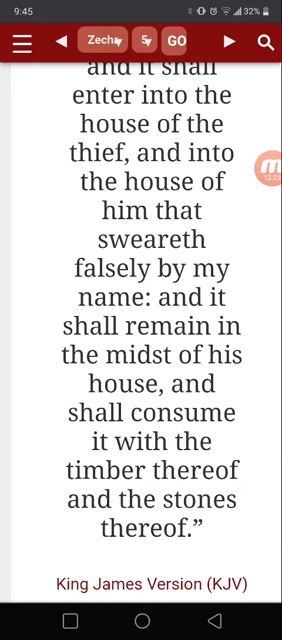 9:45
32%
Zech
5
GO
and it shall
enter into the
house of the
thief, and into
the house of
him that
sweareth
falsely by my
name: and it
shall remain in
the midst of his
house, and
shall consume
it with the
timber thereof
and the stones
thereof.”
King James Version (KJV)